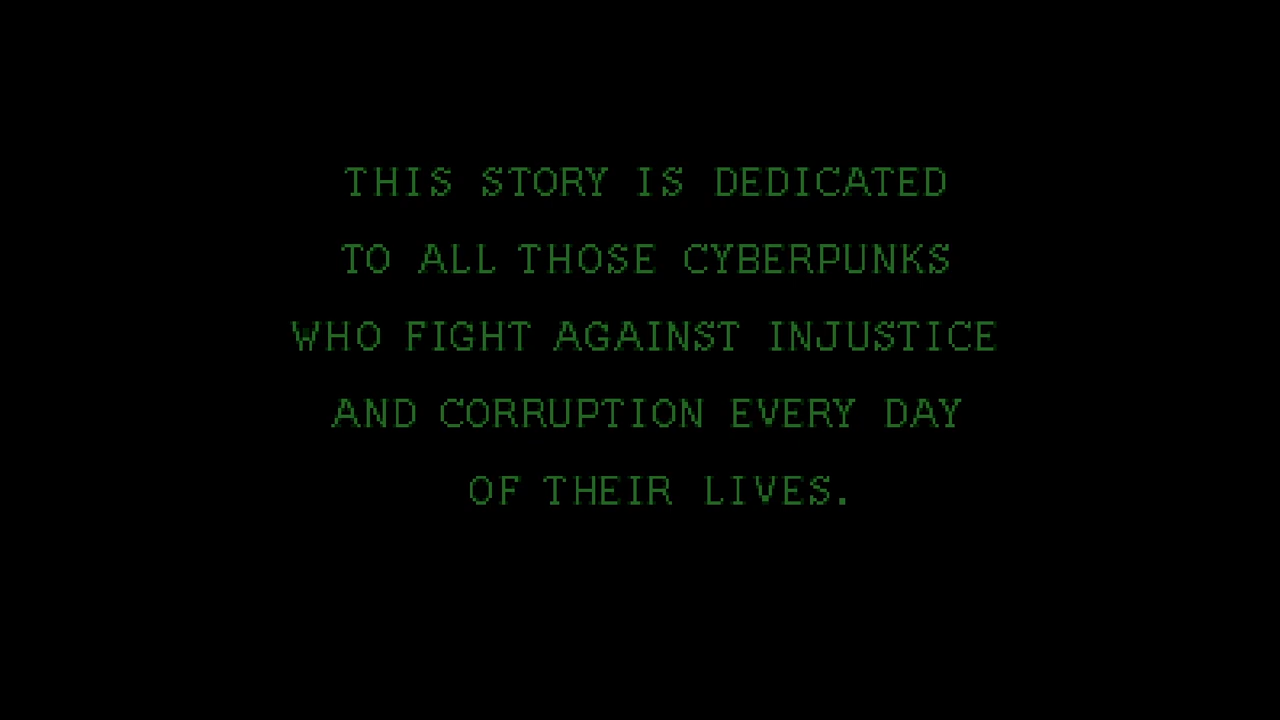 THIS STORY IS DEDICATED
TO ALL THOSE CYBERPUNKS
WHO FIGHT AGAINST INJUSTICE
AND CORRUPTION EVERY DAY
OF THEIR LIVES.